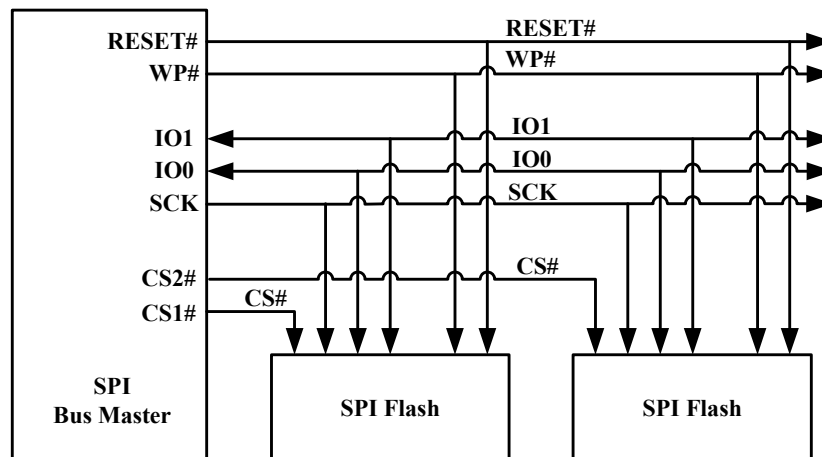 RESET#
RESET#
WP#
WP#
IO1
IO1
IO0
IO0
SCK
SCK
CS2#
CS#
CS1#
CS#
SPI
Bus Master
SPI Flash
SPI Flash